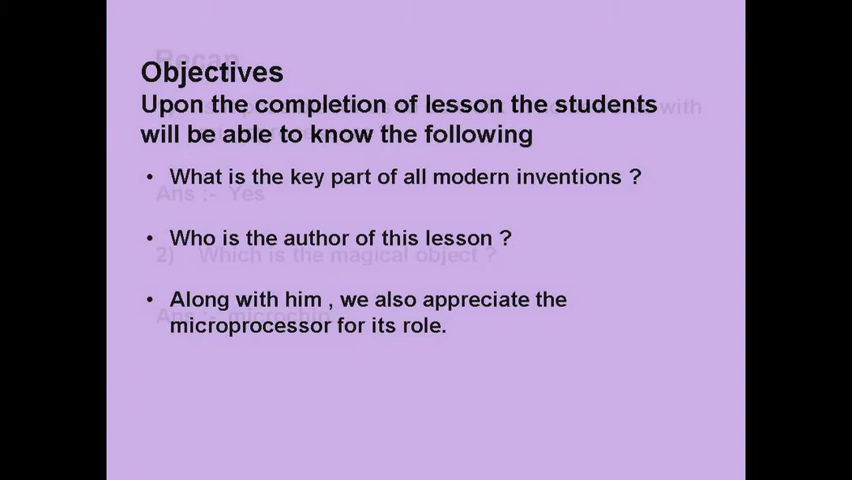 Recap
Objectives
Upon the completion of lesson the students
with
will be able to know the following
• What is the key part of all modern inventions ?
Ans :- Yes
• Who is the author of this lesson ?
2) Which is the magical object ?
• Along with him , we also appreciate the
Ans :- microchip
microprocessor for its role.